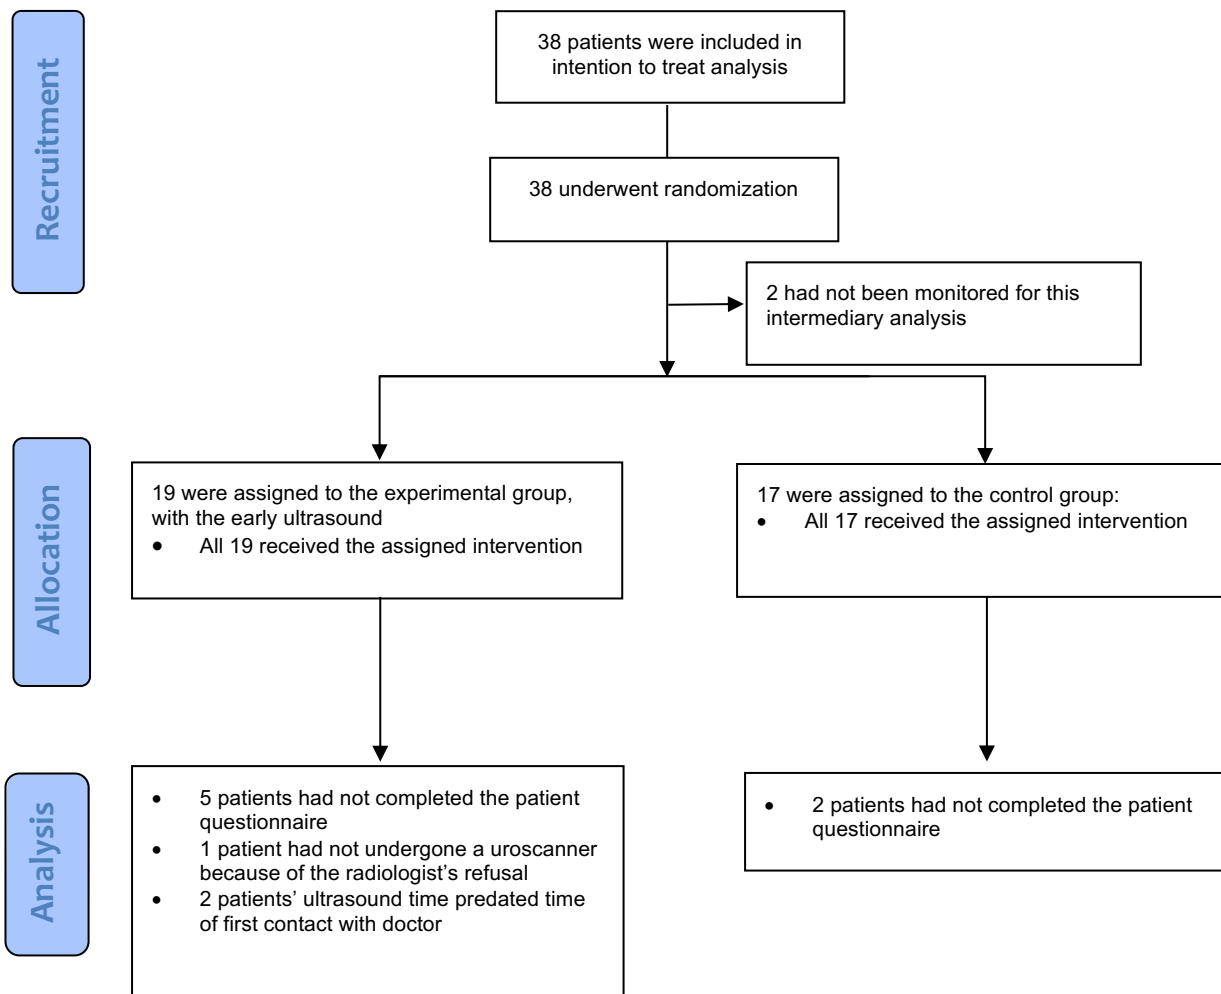 Recruitment
38 patients were included in
intention to treat analysis
38 underwent randomization
2 had not been monitored for this
intermediary analysis
Allocation
19 were assigned to the experimental group,
with the early ultrasound
• All 19 received the assigned intervention
17 were assigned to the control group:
• All 17 received the assigned intervention
Analysis
• 5 patients had not completed the patient
questionnaire
• 1 patient had not undergone a uroscanner
because of the radiologist’s refusal
• 2 patients’ ultrasound time predated time
of first contact with doctor
• 2 patients had not completed the patient
questionnaire